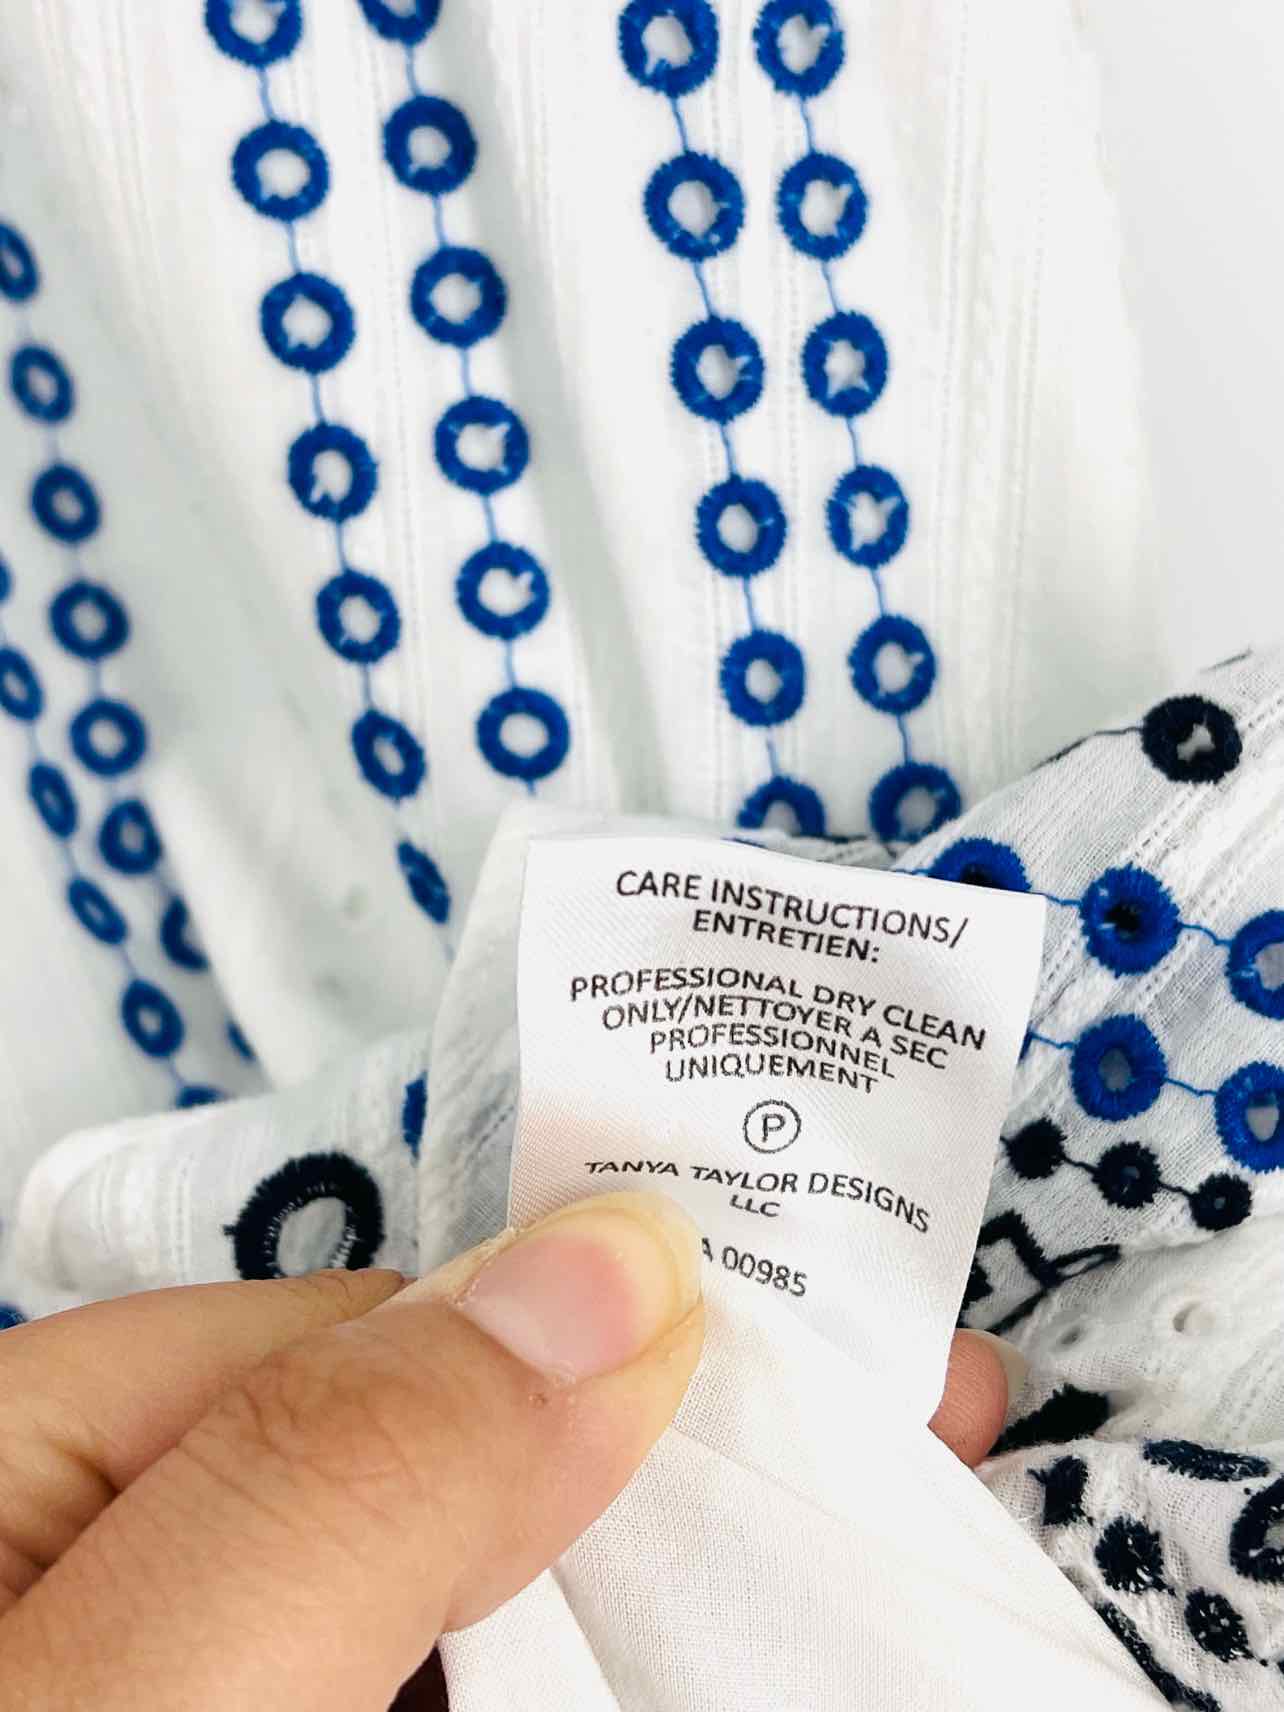 CARE INSTRUCTIONS/
ENTRETIEN:
PROFESSIONAL DRY CLEAN
ONLY/NETTOYER A SEC
PROFESSIONNEL
UNIQUEMENT
P
TANYA TAYLOR DESIGNS
LLC
A 00985